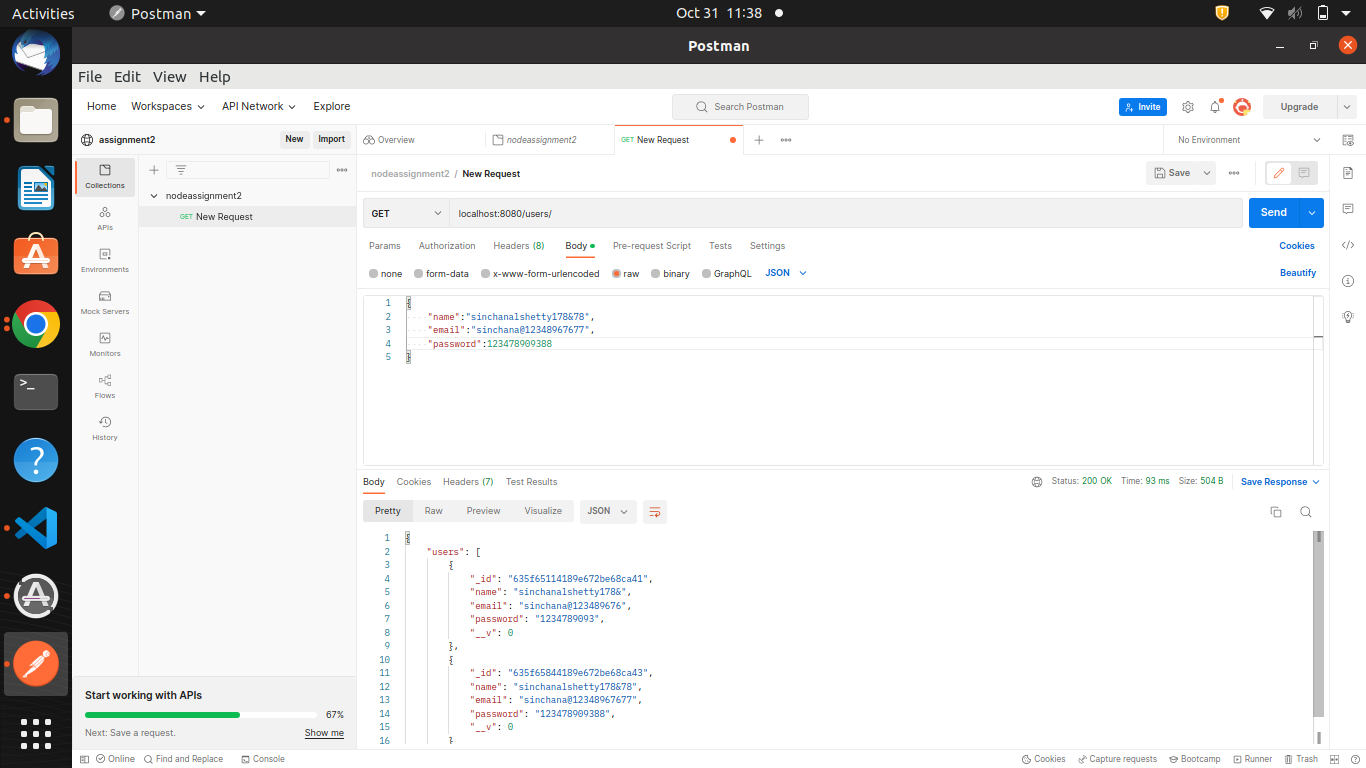 Activities Postman Oct 31 11:38
Postman
File Edit View Help
Home Workspaces API Network Explore Search Postman Invite Upgrade
assignment2 New Import Overview nodeassignment2 GET New Request No Environment
Collections
nodeassignment2 / New Request Save
nodeassignment2
GET New Request
GET localhost:8080/users/ Send
APIs
Params Authorization Headers (8) Body Pre-request Script Tests Settings Cookies
Environments
none form-data x-www-form-urlencoded raw binary GraphQL JSON Beautify
Mock Servers
Monitors
Flows
History
1 {
2 "name":"sinchanalshetty178&78",
3 "email":"sinchana@12348967677",
4 "password":123478909388
5 }
Body Cookies Headers (7) Test Results Status: 200 OK Time: 93 ms Size: 504 B Save Response
Pretty Raw Preview Visualize JSON
1 {
2 "users": [
3 {
4 "_id": "635f65114189e672be68ca41",
5 "name": "sinchanalshetty178&",
6 "email": "sinchana@123489676",
7 "password": "1234789093",
8 "__v": 0
9 },
10 {
11 "_id": "635f65844189e672be68ca43",
12 "name": "sinchanalshetty178&78",
13 "email": "sinchana@12348967677",
14 "password": "123478909388",
15 "__v": 0
16 }
Start working with APIs
67%
Next: Save a request. Show me
Online Find and Replace Console Cookies Capture requests Bootcamp Runner Trash